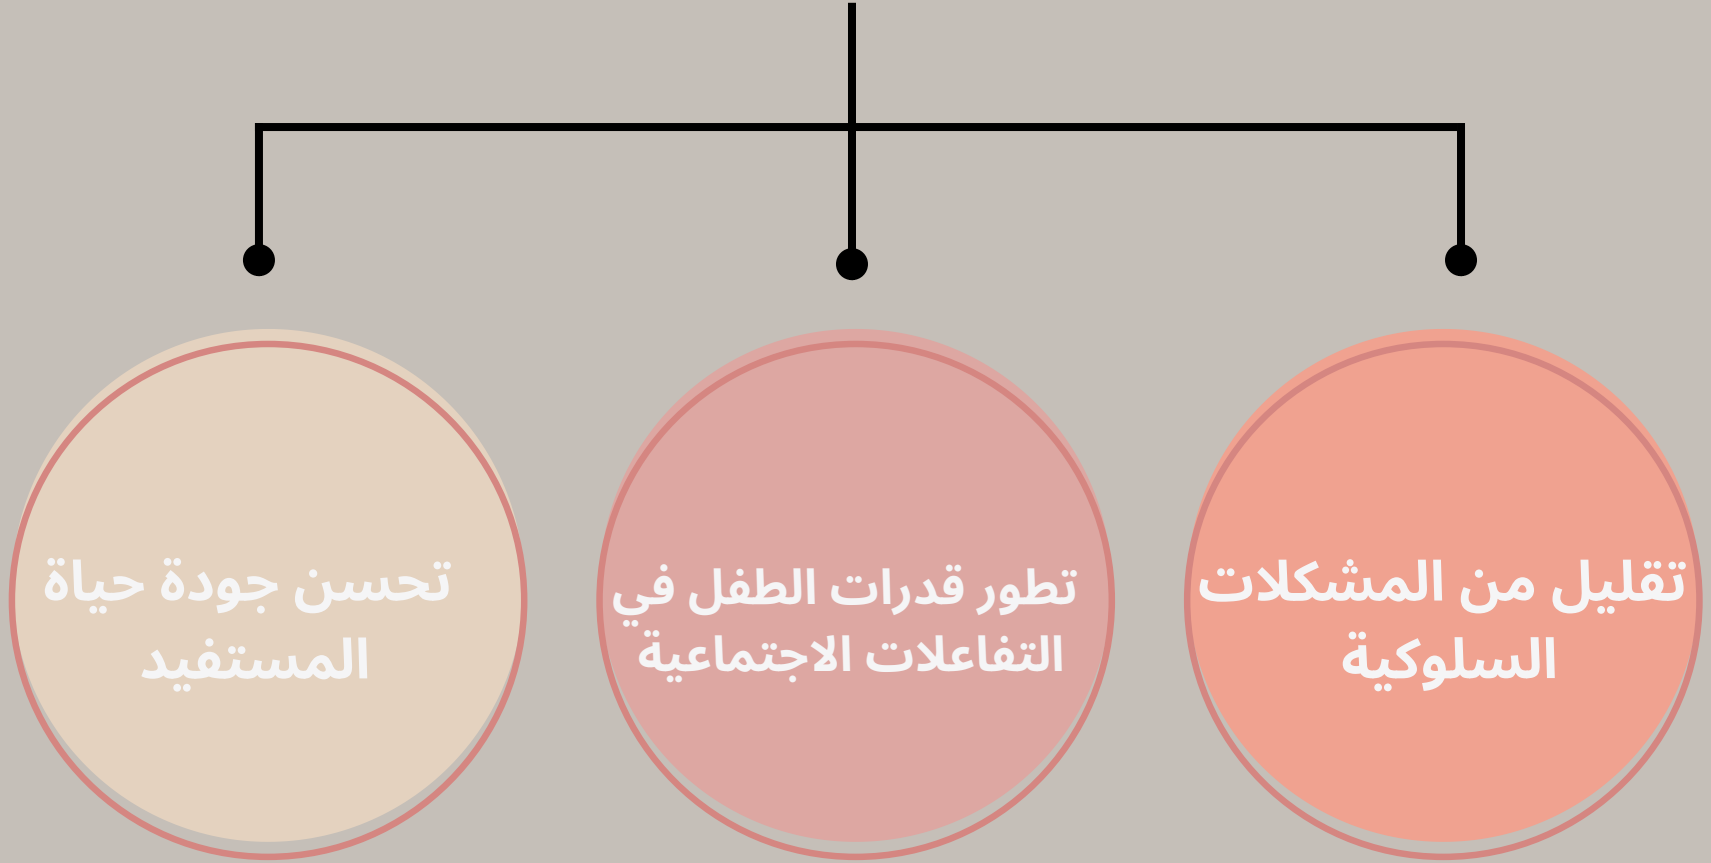 تقليل من المشكلات
السلوكية
تطور قدرات الطفل في
التفاعلات الاجتماعية
تحسن جودة حياة
المستفيد